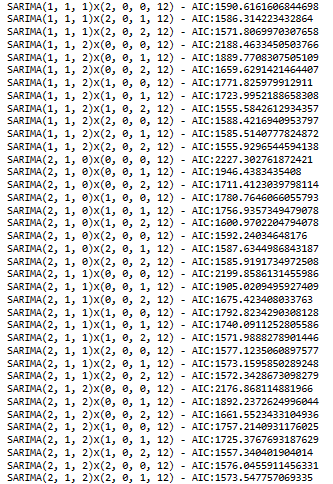 SARIMA(1, 1, 1)x(2, 0, 0, 12) - AIC:1590.6161606844698
SARIMA(1, 1, 1)x(2, 0, 1, 12) - AIC:1586.314223432864
SARIMA(1, 1, 1)x(2, 0, 2, 12) - AIC:1571.8069970307658
SARIMA(1, 1, 2)x(0, 0, 0, 12) - AIC:2188.4633450503766
SARIMA(1, 1, 2)x(0, 0, 1, 12) - AIC:1889.7708307505109
SARIMA(1, 1, 2)x(0, 0, 2, 12) - AIC:1659.6291421464407
SARIMA(1, 1, 2)x(1, 0, 0, 12) - AIC:1771.825979912911
SARIMA(1, 1, 2)x(1, 0, 1, 12) - AIC:1723.9952188658308
SARIMA(1, 1, 2)x(1, 0, 2, 12) - AIC:1555.5842612934357
SARIMA(1, 1, 2)x(2, 0, 0, 12) - AIC:1588.4216940953797
SARIMA(1, 1, 2)x(2, 0, 1, 12) - AIC:1585.5140777824872
SARIMA(1, 1, 2)x(2, 0, 2, 12) - AIC:1555.9296544594138
SARIMA(2, 1, 0)x(0, 0, 0, 12) - AIC:2227.302761872421
SARIMA(2, 1, 0)x(0, 0, 1, 12) - AIC:1946.4383435408
SARIMA(2, 1, 0)x(0, 0, 2, 12) - AIC:1711.4123039798114
SARIMA(2, 1, 0)x(1, 0, 0, 12) - AIC:1780.7646066055793
SARIMA(2, 1, 0)x(1, 0, 1, 12) - AIC:1756.9357349479078
SARIMA(2, 1, 0)x(1, 0, 2, 12) - AIC:1600.9702204794078
SARIMA(2, 1, 0)x(2, 0, 0, 12) - AIC:1592.24034648176
SARIMA(2, 1, 0)x(2, 0, 1, 12) - AIC:1587.6344986843187
SARIMA(2, 1, 0)x(2, 0, 2, 12) - AIC:1585.9191734972508
SARIMA(2, 1, 1)x(0, 0, 0, 12) - AIC:2199.8586131455986
SARIMA(2, 1, 1)x(0, 0, 1, 12) - AIC:1905.0209495927409
SARIMA(2, 1, 1)x(0, 0, 2, 12) - AIC:1675.423408033763
SARIMA(2, 1, 1)x(1, 0, 0, 12) - AIC:1792.8234290308128
SARIMA(2, 1, 1)x(1, 0, 1, 12) - AIC:1740.0911252805586
SARIMA(2, 1, 1)x(1, 0, 2, 12) - AIC:1571.9888278901446
SARIMA(2, 1, 1)x(2, 0, 0, 12) - AIC:1577.1235060897577
SARIMA(2, 1, 1)x(2, 0, 1, 12) - AIC:1573.1595850289248
SARIMA(2, 1, 1)x(2, 0, 2, 12) - AIC:1572.3428673098279
SARIMA(2, 1, 2)x(0, 0, 0, 12) - AIC:2176.868114881966
SARIMA(2, 1, 2)x(0, 0, 1, 12) - AIC:1892.2372624996044
SARIMA(2, 1, 2)x(0, 0, 2, 12) - AIC:1661.5523433104936
SARIMA(2, 1, 2)x(1, 0, 0, 12) - AIC:1757.2140931176025
SARIMA(2, 1, 2)x(1, 0, 1, 12) - AIC:1725.3767693187629
SARIMA(2, 1, 2)x(1, 0, 2, 12) - AIC:1557.340401904014
SARIMA(2, 1, 2)x(2, 0, 0, 12) - AIC:1576.0455911456331
SARIMA(2, 1, 2)x(2, 0, 1, 12) - AIC:1573.547757069335